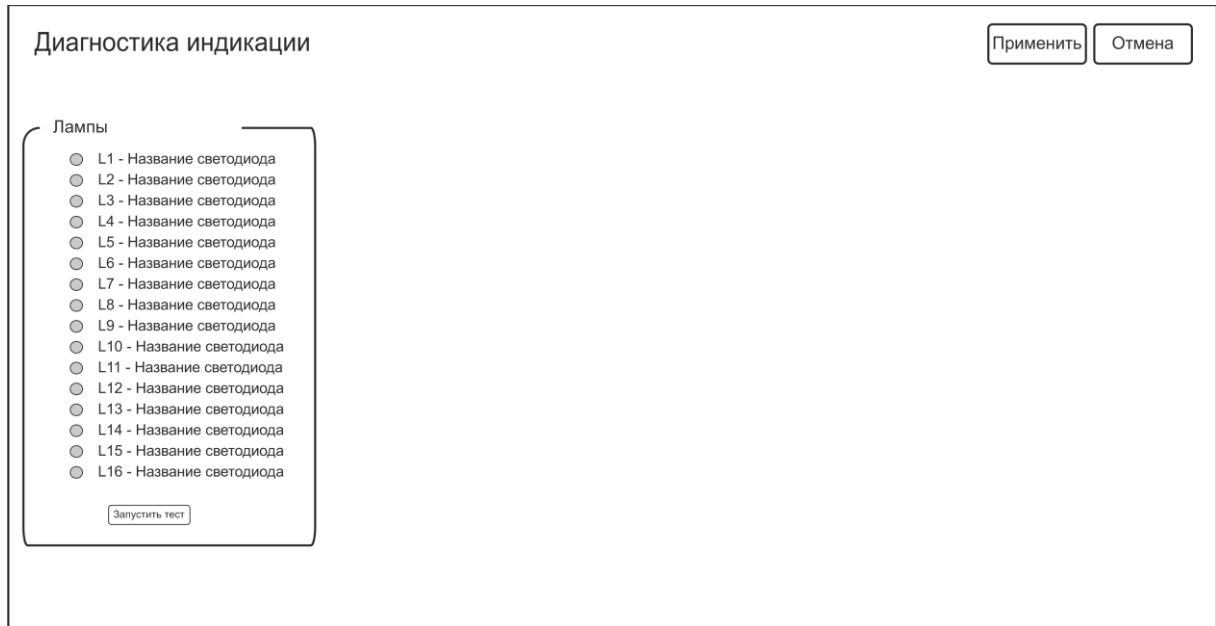 Диагностика индикации
Применить
Отмена
Лампы
L1 - Название светодиода
L2 - Название светодиода
L3 - Название светодиода
L4 - Название светодиода
L5 - Название светодиода
L6 - Название светодиода
L7 - Название светодиода
L8 - Название светодиода
L9 - Название светодиода
L10 - Название светодиода
L11 - Название светодиода
L12 - Название светодиода
L13 - Название светодиода
L14 - Название светодиода
L15 - Название светодиода
L16 - Название светодиода
Запустить тест